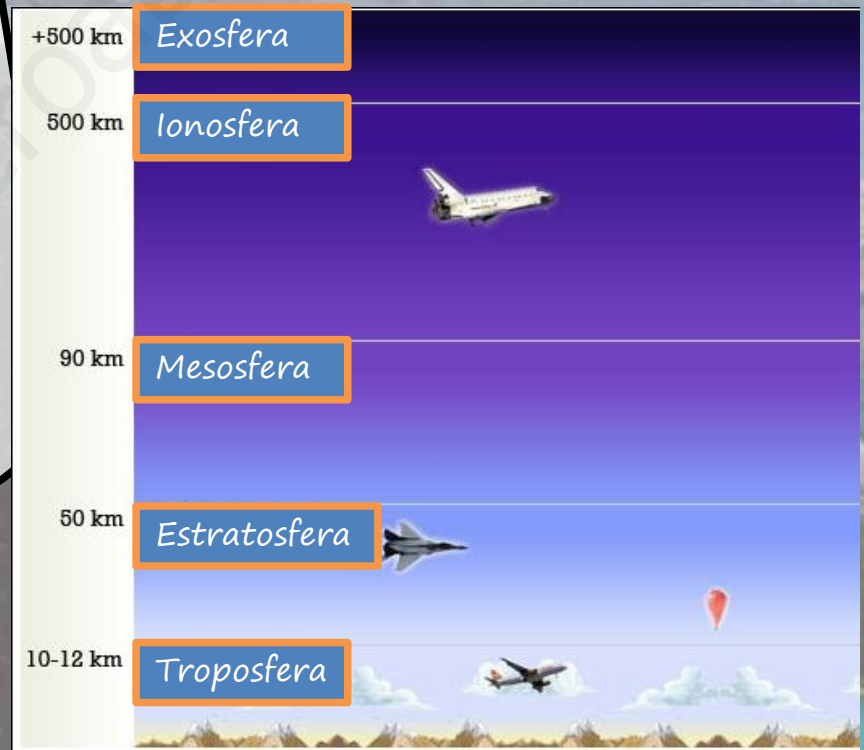 +500 km Exosfera
500 km Ionosfera
90 km Mesosfera
50 km Estratosfera
10-12 km Troposfera